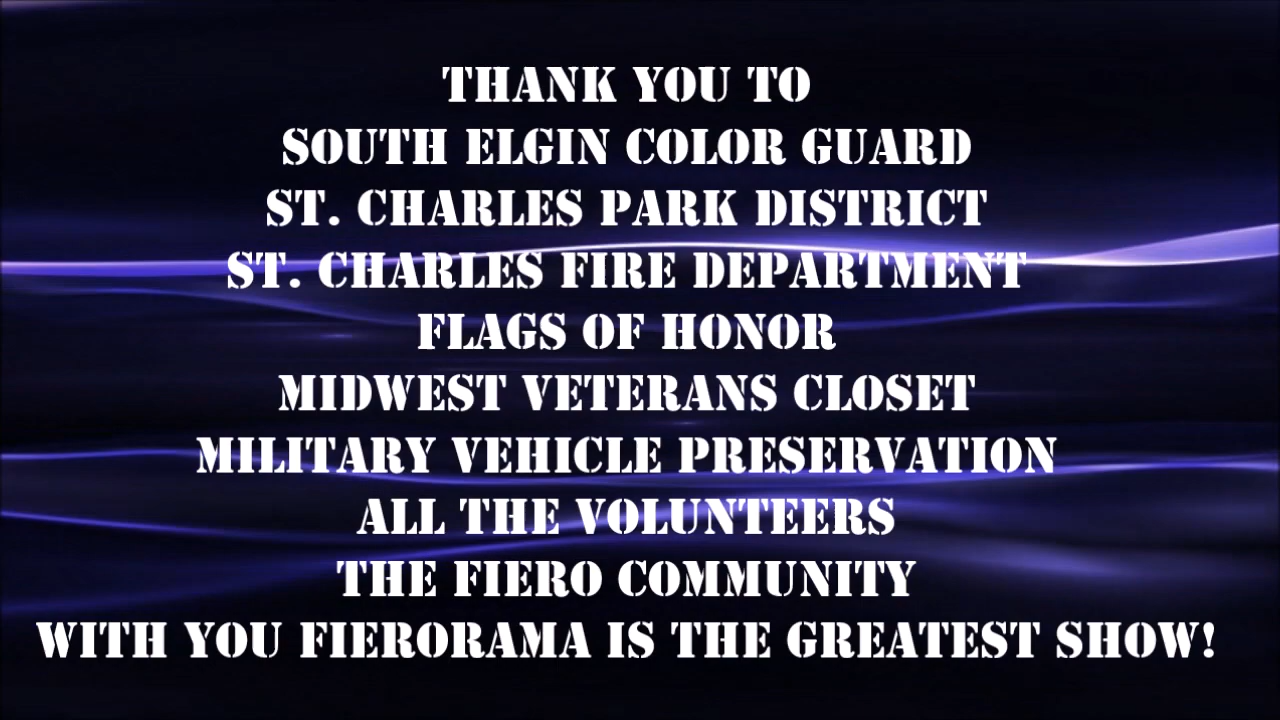 THANK YOU TO
SOUTH ELGIN COLOR GUARD
ST. CHARLES PARK DISTRICT
ST. CHARLES FIRE DEPARTMENT
FLAGS OF HONOR
MIDWEST VETERANS CLOSET
MILITARY VEHICLE PRESERVATION
ALL THE VOLUNTEERS
THE FIERO COMMUNITY
WITH YOU FIERORAMA IS THE GREATEST SHOW!